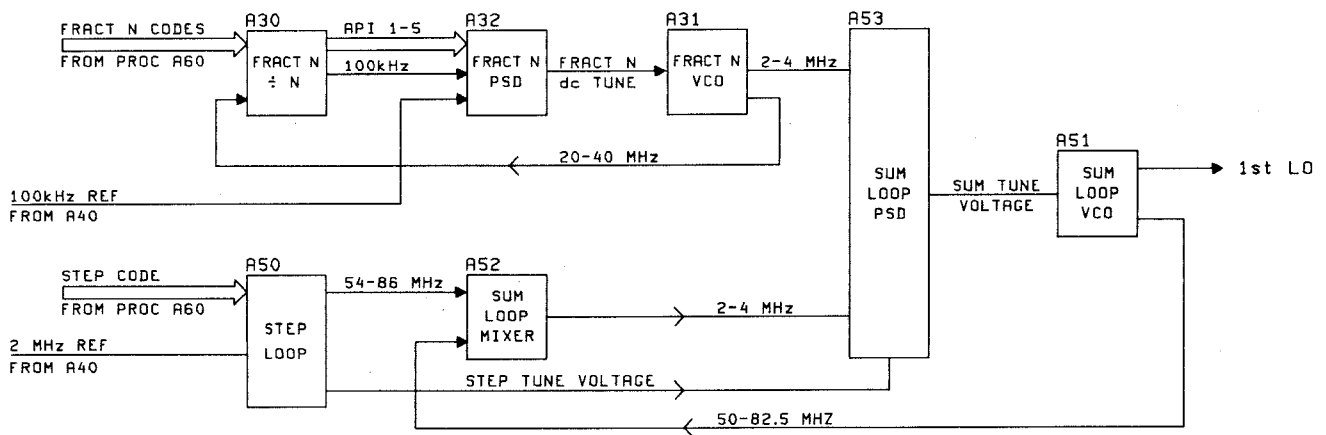 A30
A32
A31
A53
FRACT N CODES
FROM PROC A60
FRACT N
÷ N
API 1-5
100kHz
FRACT N
PSD
FRACT N
dc TUNE
FRACT N
VCO
2-4 MHz
20-40 MHz
100kHz REF
FROM A40
SUM
LOOP
PSD
SUM TUNE
VOLTAGE
A51
SUM
LOOP
VCO
1st LO
A50
A52
STEP CODE
FROM PROC A60
2 MHz REF
FROM A40
STEP
LOOP
54-86 MHz
SUM
LOOP
MIXER
2-4 MHz
STEP TUNE VOLTAGE
50-82.5 MHZ